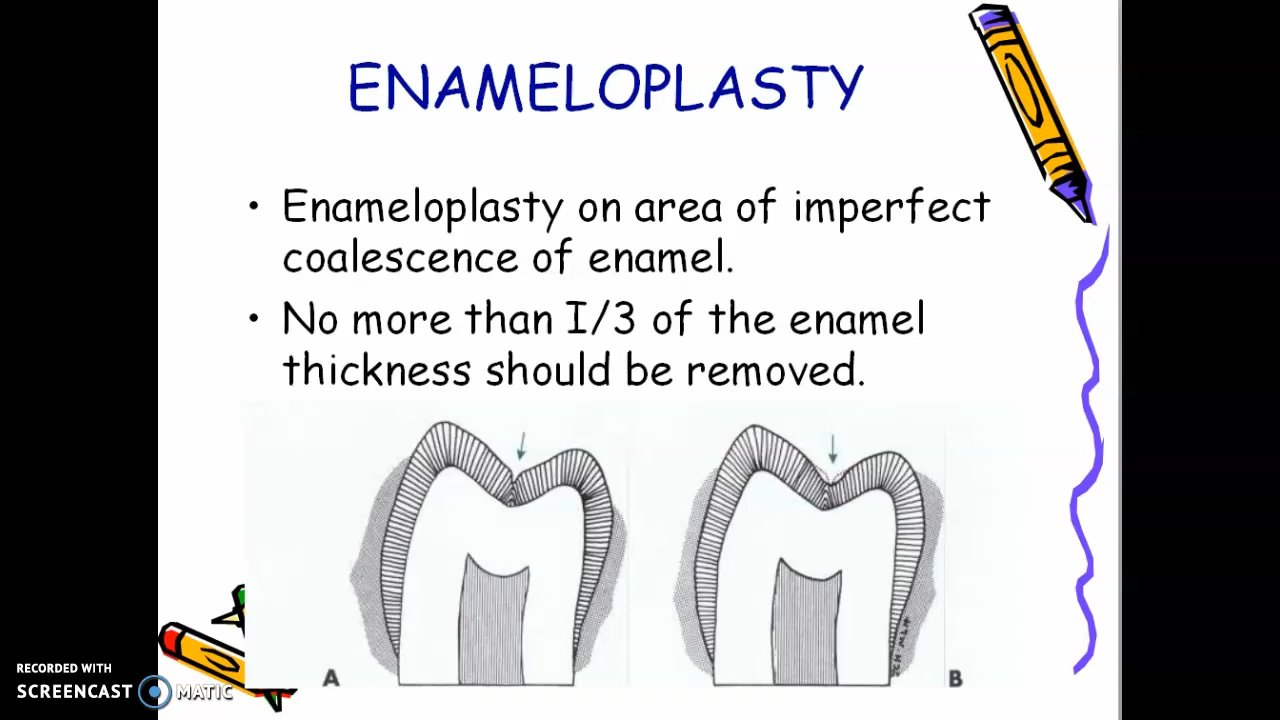 ENAMELOPLASTY
• Enameloplasty on area of imperfect
coalescence of enamel.
• No more than I/3 of the enamel
thickness should be removed.
A
B
RECORDED WITH
SCREENCAST MATIC